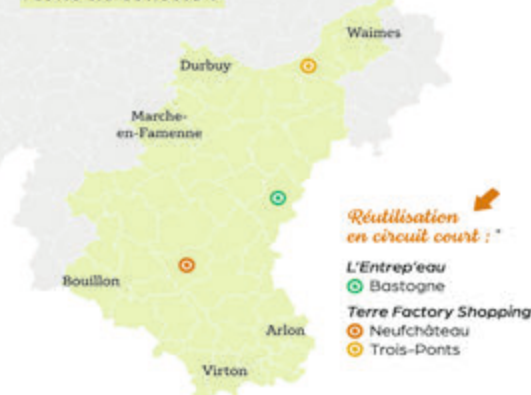 Waimes
Durbuy
Marche-
en-Famenne
Bouillon
Arlon
Virton
Réutilisation
en circuit court : *
L'Entrep'eau
Bastogne
Terre Factory Shopping
Neufchâteau
Trois-Ponts